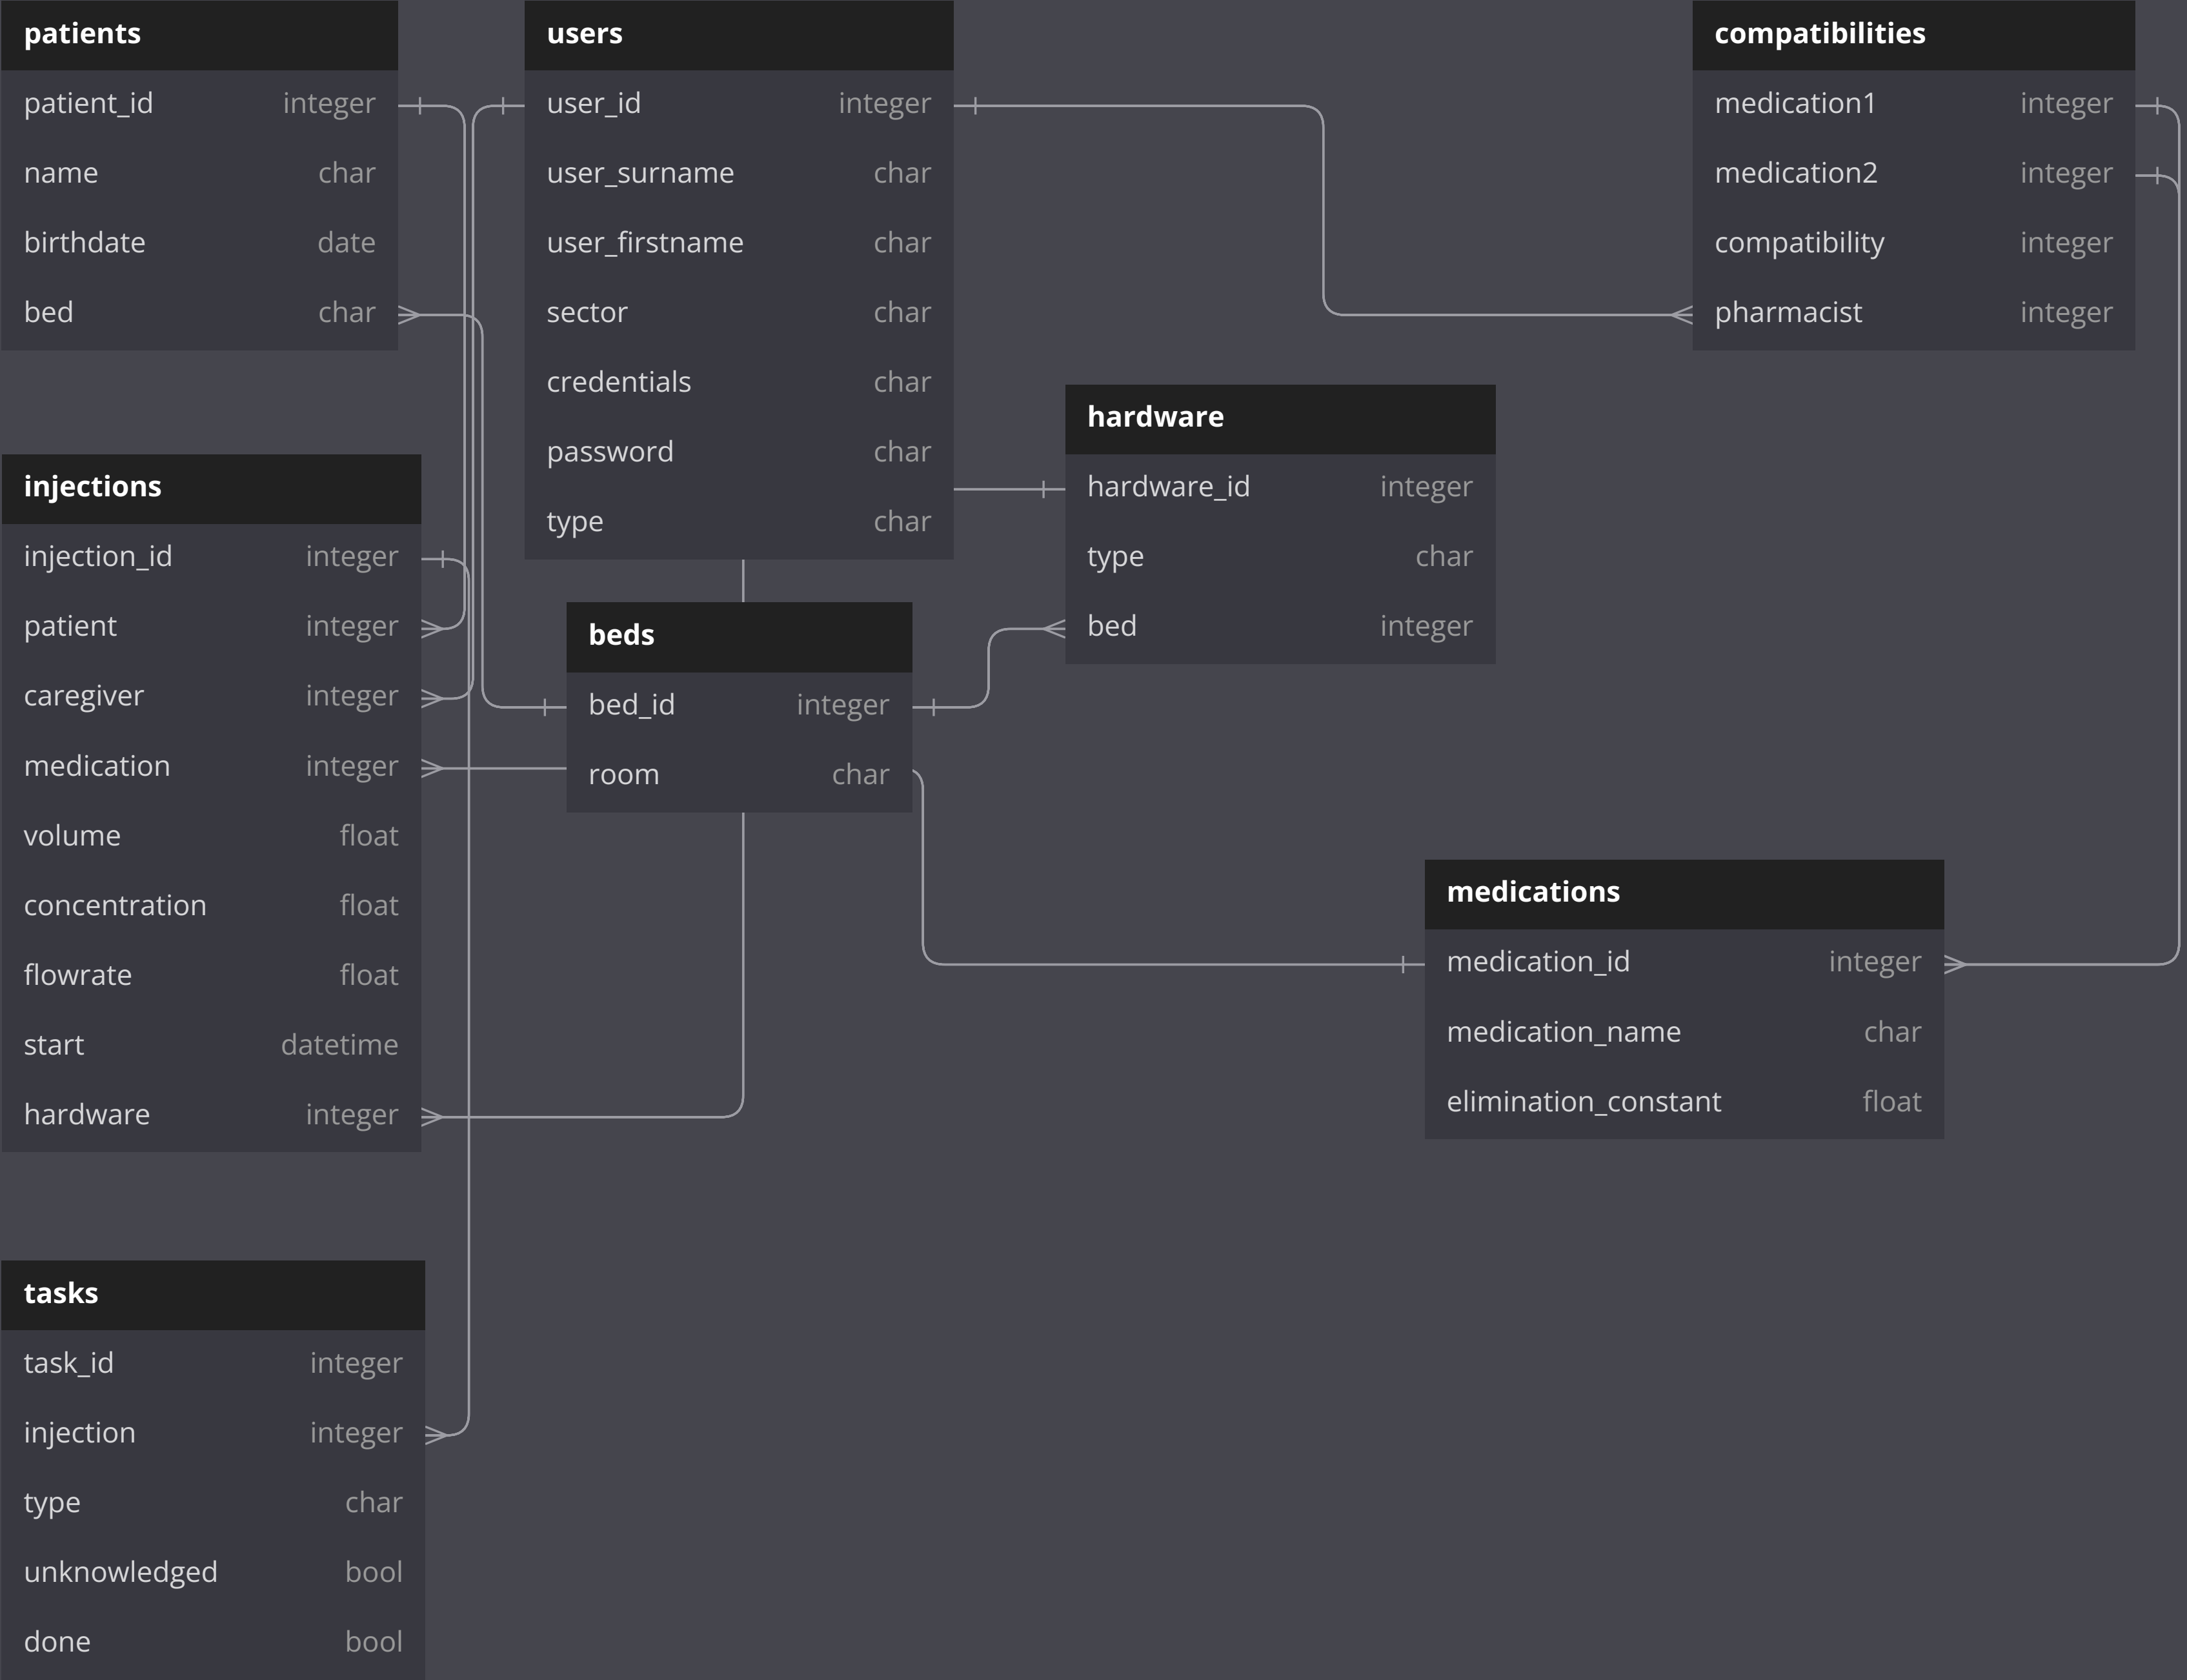 patients
patient_id integer
name char
birthdate date
bed char
users
user_id integer
user_surname char
user_firstname char
sector char
credentials char
password char
type char
compatibilities
medication1 integer
medication2 integer
compatibility integer
pharmacist integer
hardware
hardware_id integer
type char
bed integer
injections
injection_id integer
patient integer
caregiver integer
medication integer
volume float
concentration float
flowrate float
start datetime
hardware integer
beds
bed_id integer
room char
medications
medication_id integer
medication_name char
elimination_constant float
tasks
task_id integer
injection integer
type char
unknowledged bool
done bool